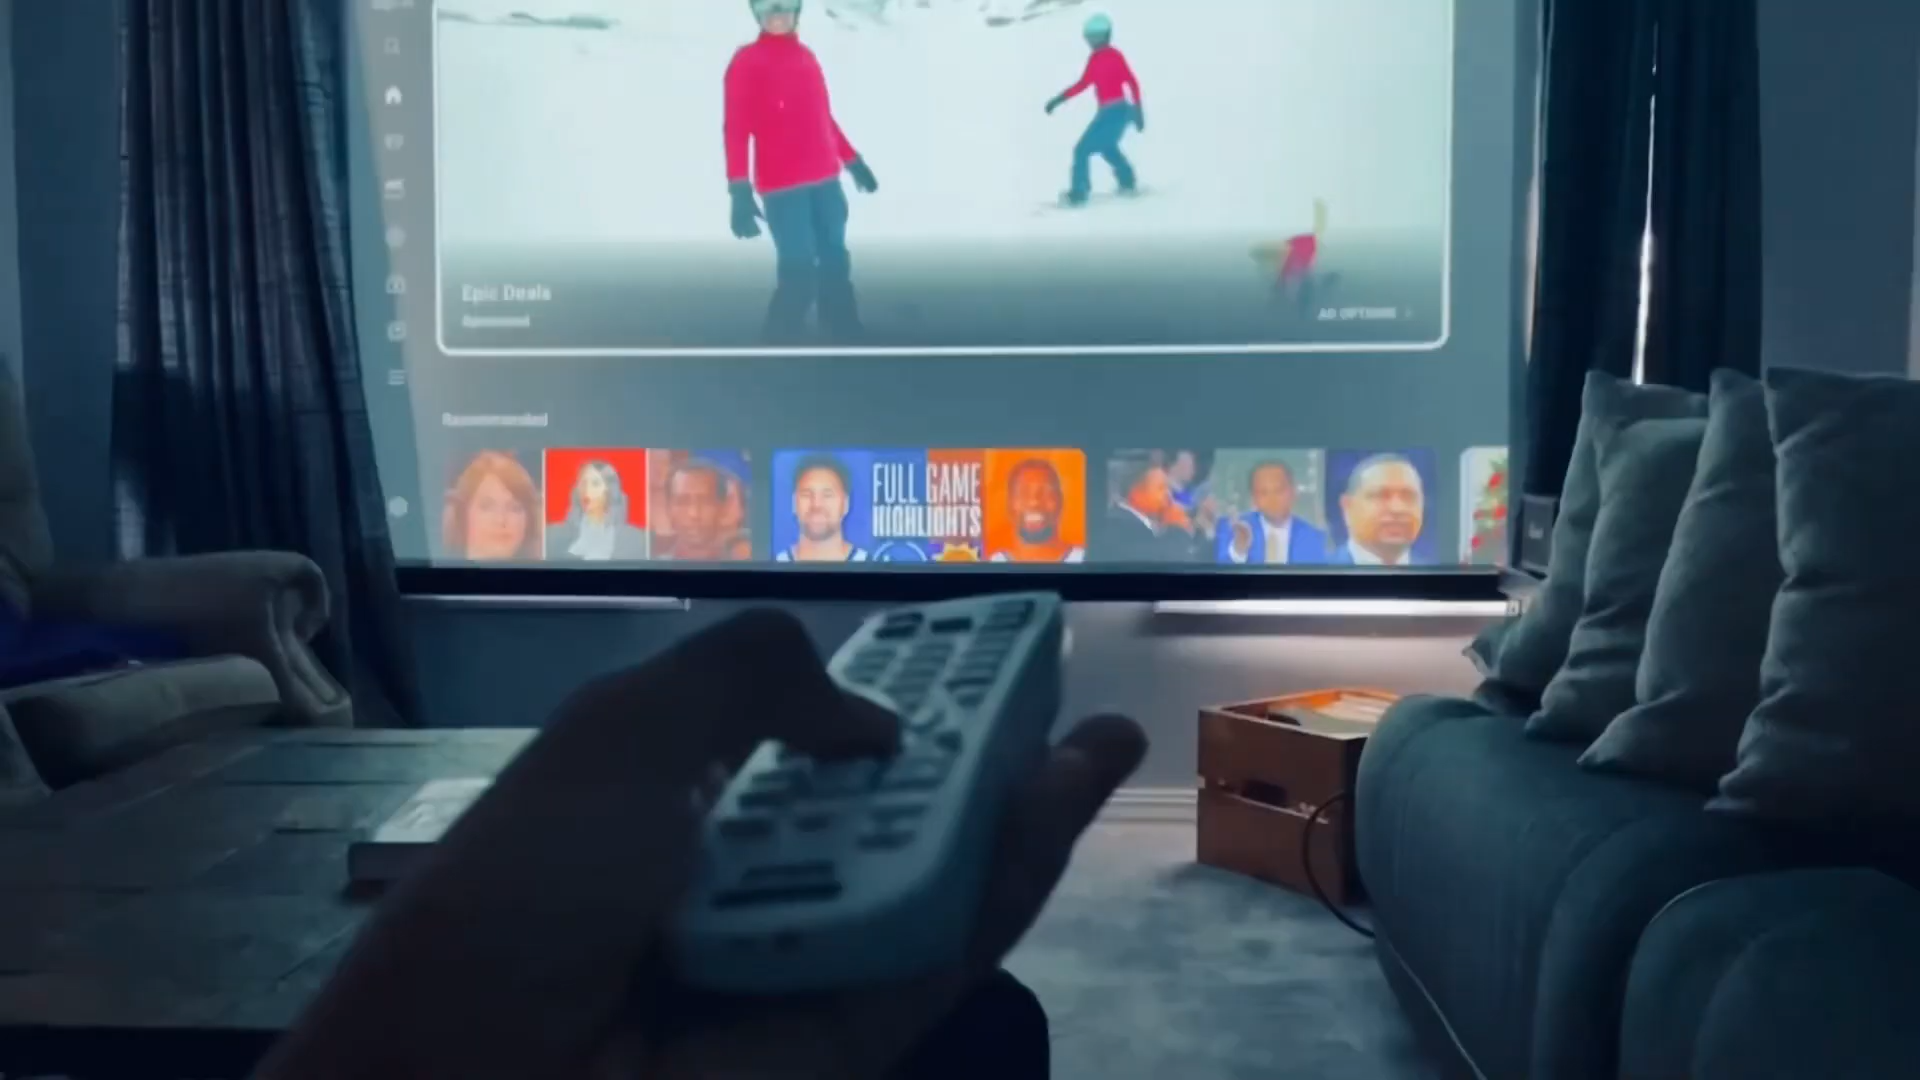 Epic Deals
Sponsored
AD OPTIONS
Recommended
FULL GAME
HIGHLIGHTS